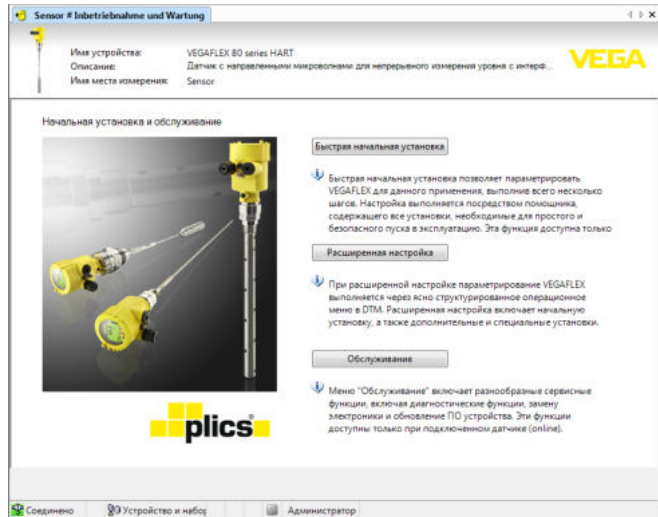 Sensor # Inbetriebnahme und Wartung
Имя устройства: VEGAFLEX 80 series HART
Описание: Датчик с направленными микроволнами для непрерывного измерения уровня с интерф...
Имя места измерения: Sensor
VEGA
Начальная установка и обслуживание
Быстрая начальная установка
Быстрая начальная установка позволяет параметрировать
VEGAFLEX для данного применения, выполнив всего несколько
шагов. Настройка выполняется посредством помощника,
содержащего все установки, необходимые для простого и
безопасного пуска в эксплуатацию. Эта функция доступна только
Расширенная настройка
При расширенной настройке параметрирование VEGAFLEX
выполняется через ясно структурированное операционное
меню в DTM. Расширенная настройка включает начальную
установку, а также дополнительные и специальные установки.
Обслуживание
Меню "Обслуживание" включает разнообразные сервисные
функции, включая диагностические функции, замену
электроники и обновление ПО устройства. Эти функции
доступны только при подключенном датчике (online).
plics®
Соединено Устройство и набор Администратор